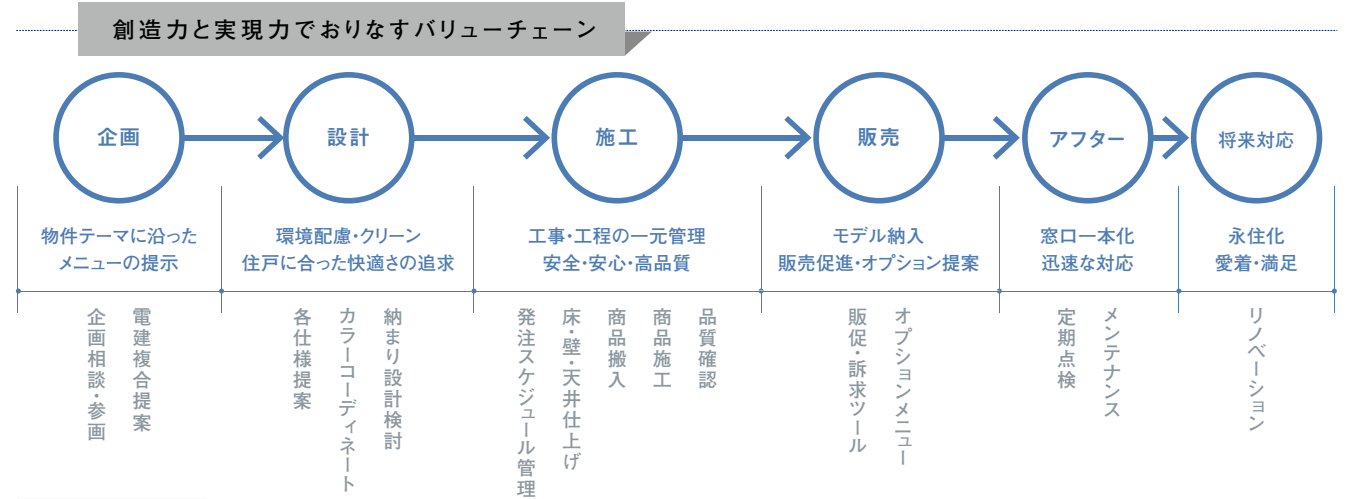 創造力と実現力でおりなすバリューチェーン
企画
設計
施工
販売
アフター
将来対応
物件テーマに沿った
メニューの提示
環境配慮・クリーン
住戸に合った快適さの追求
工事・工程の一元管理
安全・安心・高品質
モデル納入
販売促進・オプション提案
窓口一本化
迅速な対応
永住化
愛着・満足
電建複合提案
企画相談・参画
納まり設計検討
カラーコーディネート
各仕様提案
品質確認
商品施工
商品搬入
床・壁・天井仕上げ
発注スケジュール管理
オプションメニュー
販促・訴求ツール
メンテナンス
定期点検
リノベーション